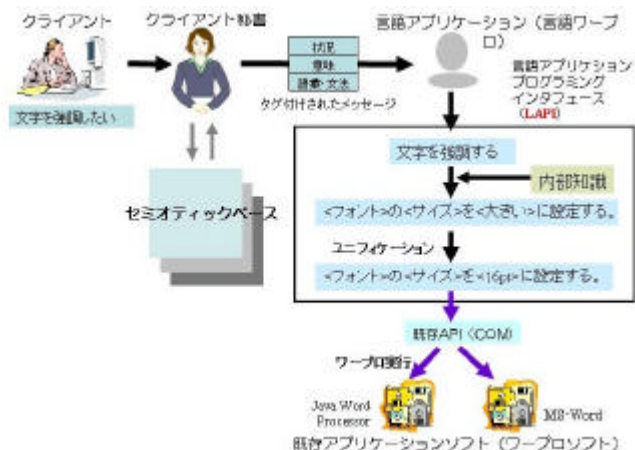 クライアント
クライアント秘書
言語アプリケーション（言語ワープ
ロ）
状況
意味
語彙・文法
タグ付けされたメッセージ
言語アプリケーション
プログラミング
インタフェース
（LAPI）
文字を強調したい
文字を強調する
内部知識
セミオティックベース
<フォント>の<サイズ>を<大きい>に設定する。
ユニフィケーション
<フォント>の<サイズ>を<16pt>に設定する。
既存API（COM）
ワープロ実行
Java Word
Processor
MS-Word
既存アプリケーションソフト（ワープロソフト）